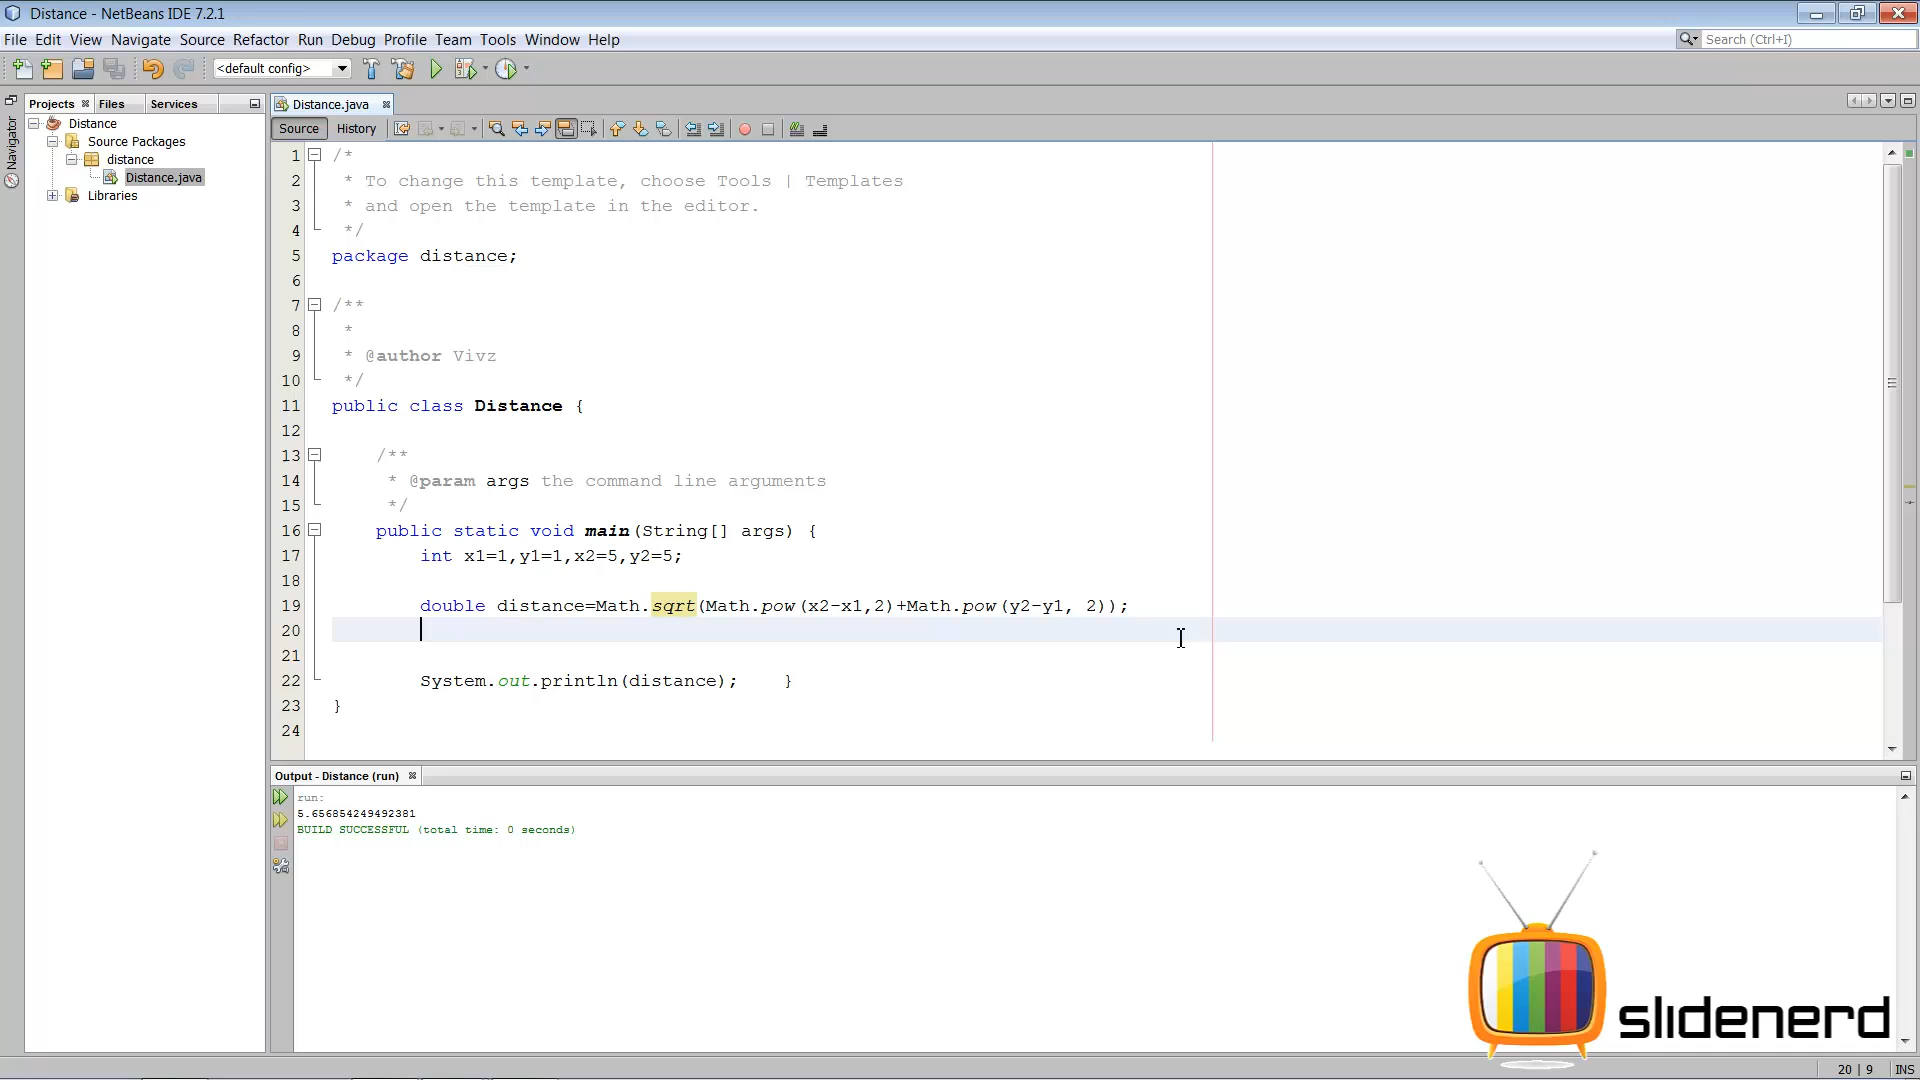 Distance - NetBeans IDE 7.2.1
File Edit View Navigate Source Refactor Run Debug Profile Team Tools Window Help
Search (Ctrl+I)
<default config>
Navigator
Projects Files Services
Distance
Source Packages
distance
Distance.java
Libraries
Distance.java
Source History
1 /*
2  * To change this template, choose Tools | Templates
3  * and open the template in the editor.
4  */
5 package distance;
6
7 /**
8  *
9  * @author Vivz
10  */
11 public class Distance {
12
13     /**
14      * @param args the command line arguments
15      */
16     public static void main(String[] args) {
17         int x1=1,y1=1,x2=5,y2=5;
18
19         double distance=Math.sqrt(Math.pow(x2-x1,2)+Math.pow(y2-y1, 2));
20
21
22         System.out.println(distance);    }
23 }
24
Output - Distance (run)
run:
5.656854249492381
BUILD SUCCESSFUL (total time: 0 seconds)
slidenerd
20 | 9 INS